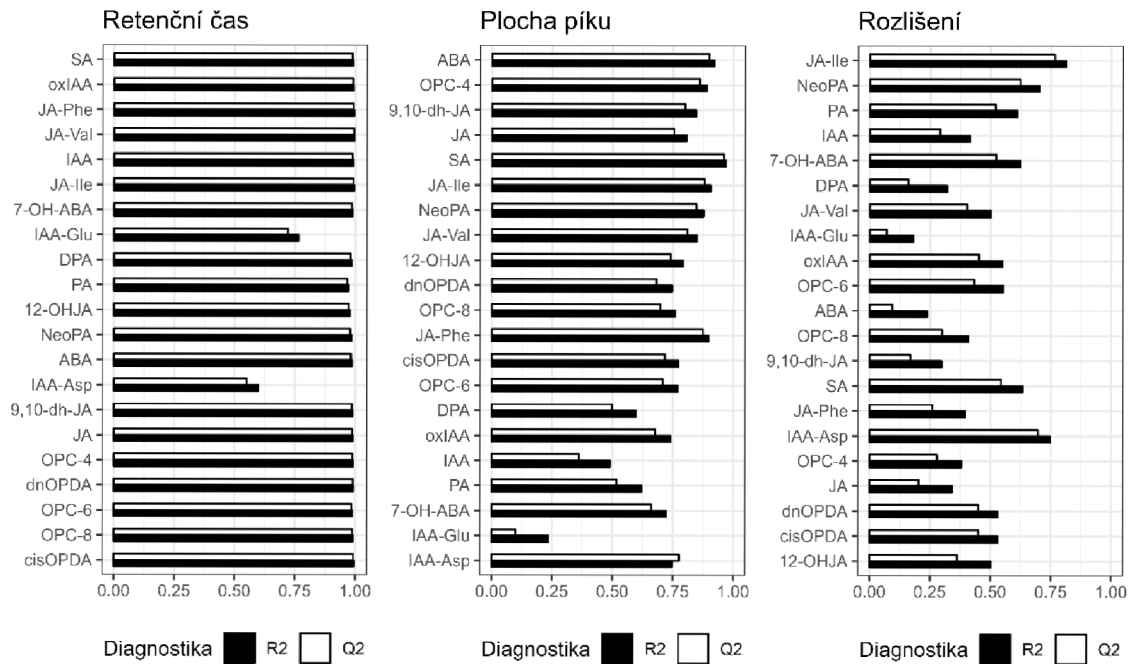 Retenční čas
SA
oxIAA
JA-Phe
JA-Val
IAA
JA-Ile
7-OH-ABA
IAA-Glu
DPA
PA
12-OHJA
NeoPA
ABA
IAA-Asp
9,10-dh-JA
JA
OPC-4
dnOPDA
OPC-6
OPC-8
cisOPDA
0.00 0.25 0.50 0.75 1.00
Diagnostika R2 Q2
Plocha píku
ABA
OPC-4
9,10-dh-JA
JA
SA
JA-Ile
NeoPA
JA-Val
12-OHJA
dnOPDA
OPC-8
JA-Phe
cisOPDA
OPC-6
DPA
oxIAA
IAA
PA
7-OH-ABA
IAA-Glu
IAA-Asp
0.00 0.25 0.50 0.75 1.00
Diagnostika R2 Q2
Rozlišení
JA-Ile
NeoPA
PA
IAA
7-OH-ABA
DPA
JA-Val
IAA-Glu
oxIAA
OPC-6
ABA
OPC-8
9,10-dh-JA
SA
JA-Phe
IAA-Asp
OPC-4
JA
dnOPDA
cisOPDA
12-OHJA
0.00 0.25 0.50 0.75 1.00
Diagnostika R2 Q2